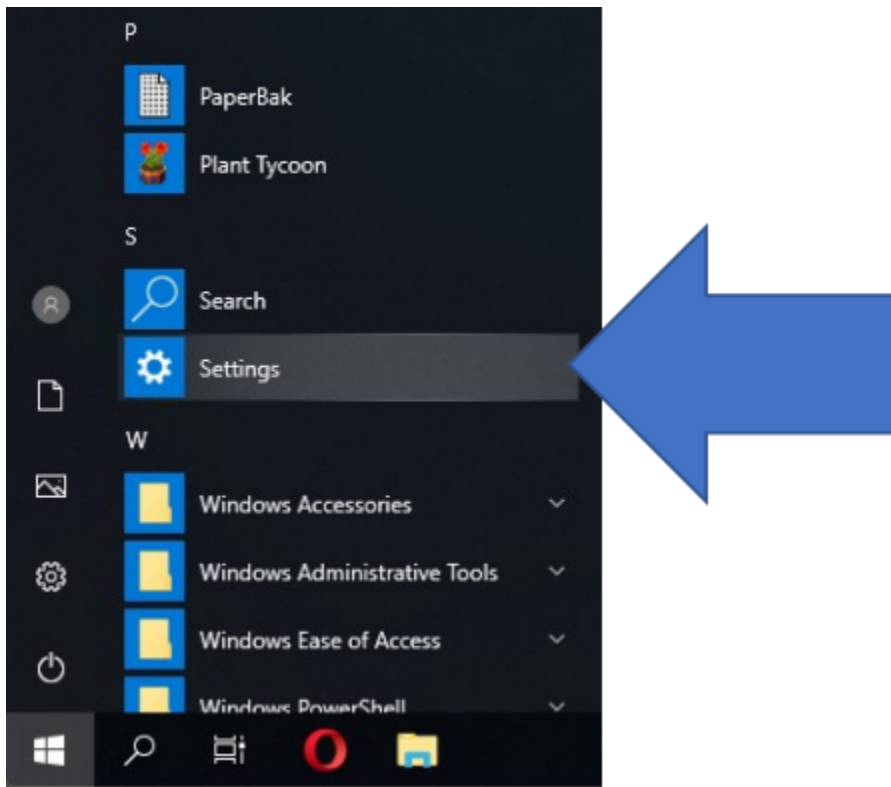 P
PaperBak
Plant Tycoon
S
Search
Settings
W
Windows Accessories
Windows Administrative Tools
Windows Ease of Access
Windows PowerShell